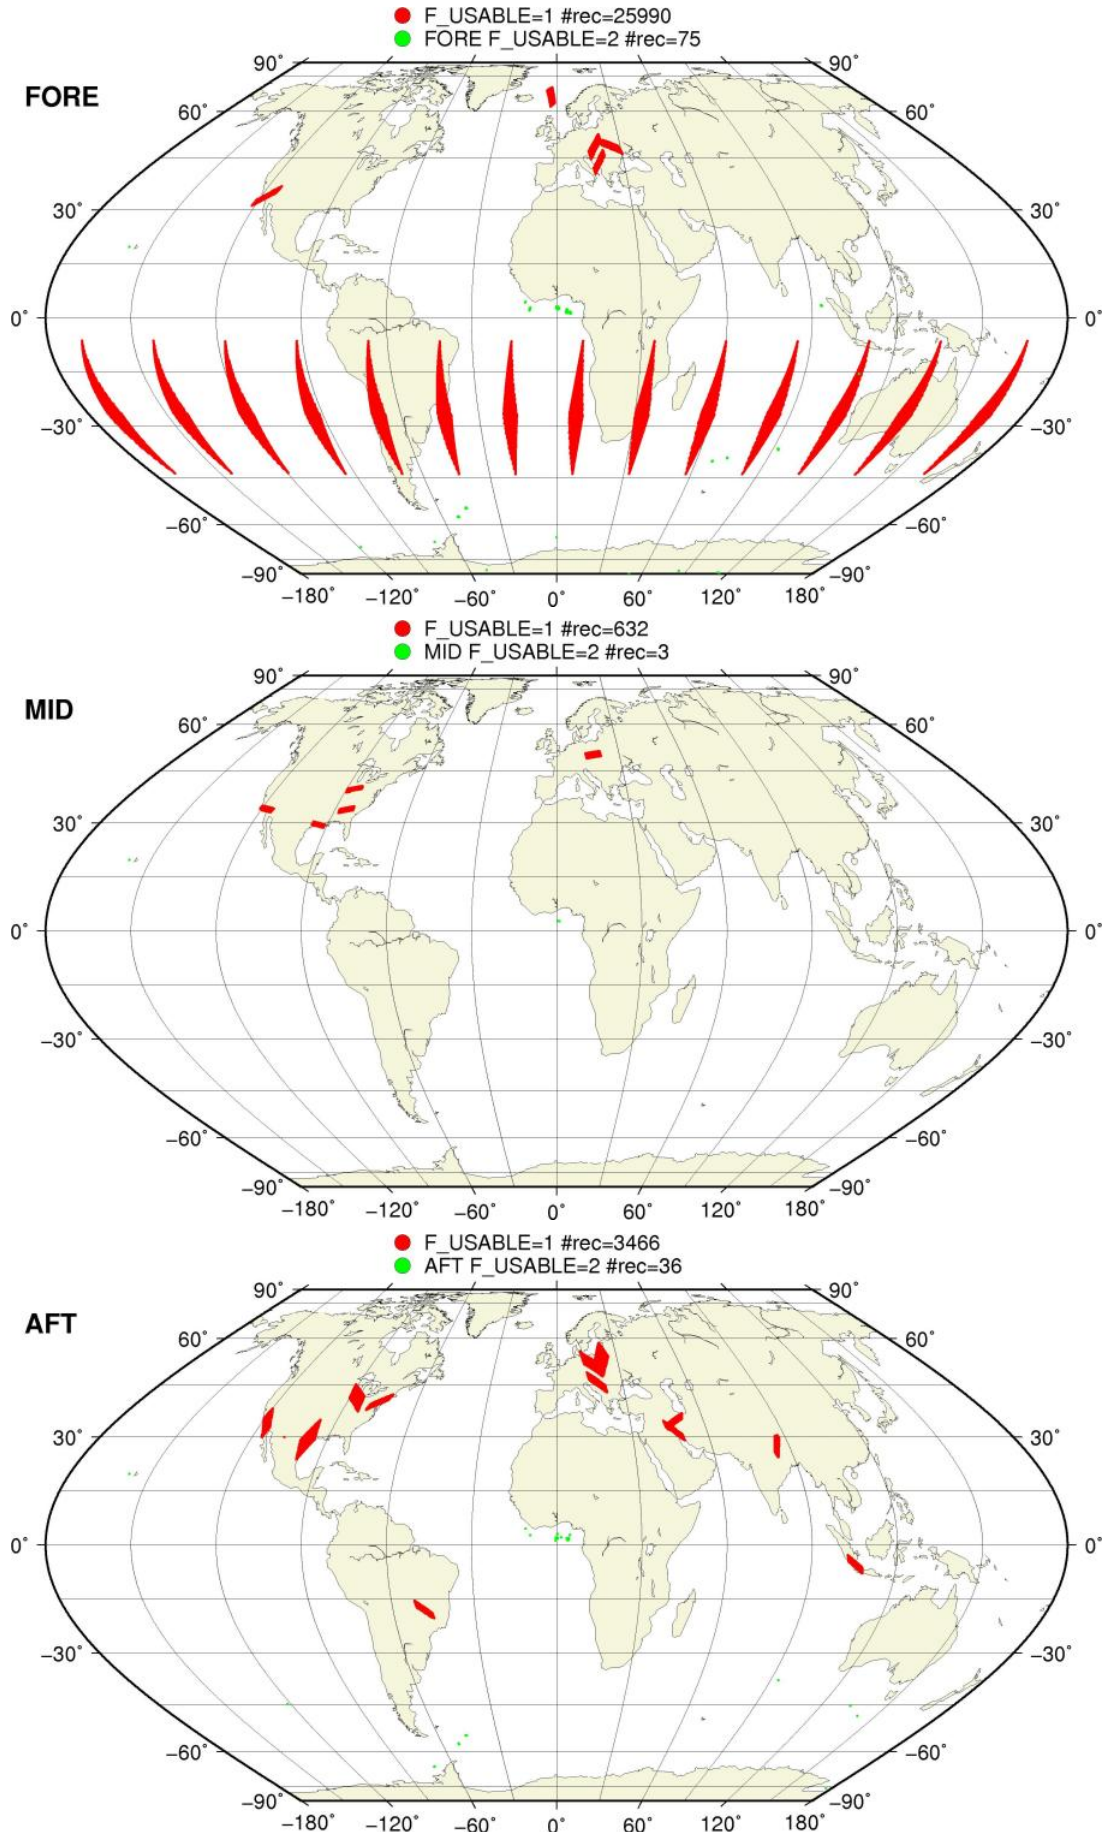 F_USABLE=1 #rec=25990
FORE F_USABLE=2 #rec=75
FORE
90° 90°
60° 60°
30° 30°
0° 0°
−30° −30°
−60° −60°
−90° −90°
−180° −120° −60° 0° 60° 120° 180°
F_USABLE=1 #rec=632
MID F_USABLE=2 #rec=3
MID
90° 90°
60° 60°
30° 30°
0° 0°
−30° −30°
−60° −60°
−90° −90°
−180° −120° −60° 0° 60° 120° 180°
F_USABLE=1 #rec=3466
AFT F_USABLE=2 #rec=36
AFT
90° 90°
60° 60°
30° 30°
0° 0°
−30° −30°
−60° −60°
−90° −90°
−180° −120° −60° 0° 60° 120° 180°